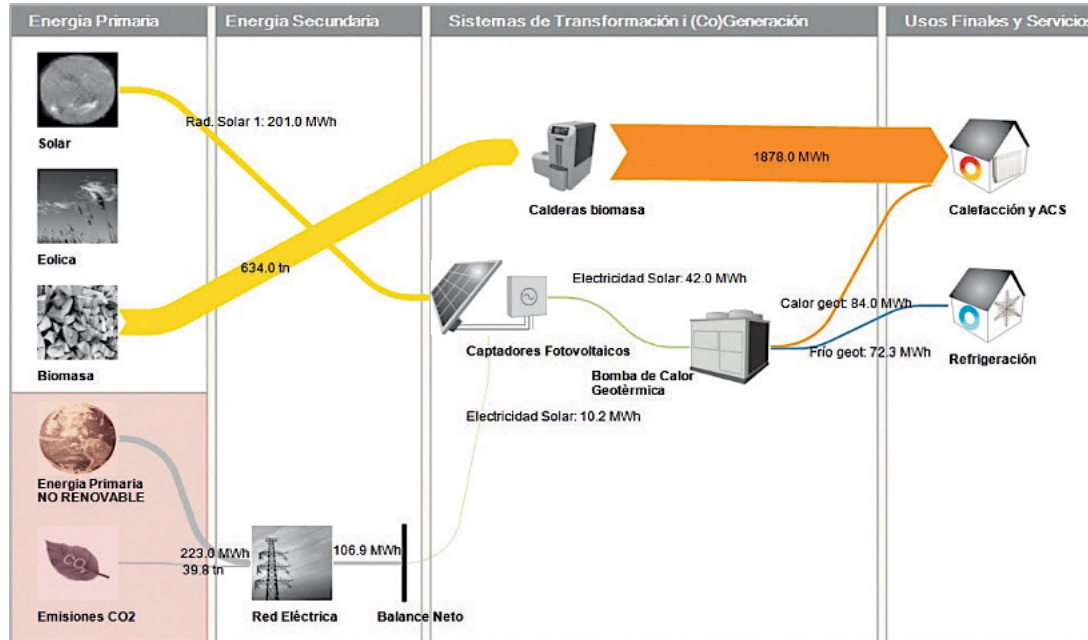 Energia Primaria
Energia Secundaria
Sistemas de Transformación i (Co)Generación
Usos Finales y Servicios
Solar
Rad. Solar 1: 201.0 MWh
1878.0 MWh
Calderas biomasa
Calefacción y ACS
Eolica
634.0 tn
Electricidad Solar: 42.0 MWh
Calor geot: 84.0 MWh
Captadores Fotovoltaicos
Frío geot: 72.3 MWh
Refrigeración
Biomasa
Bomba de Calor
Geotèrmica
Electricidad Solar: 10.2 MWh
Energia Primaria
NO RENOVABLE
223.0 MWh
106.9 MWh
39.8 tn
CO2
Emisiones CO2
Red Eléctrica
Balance Neto